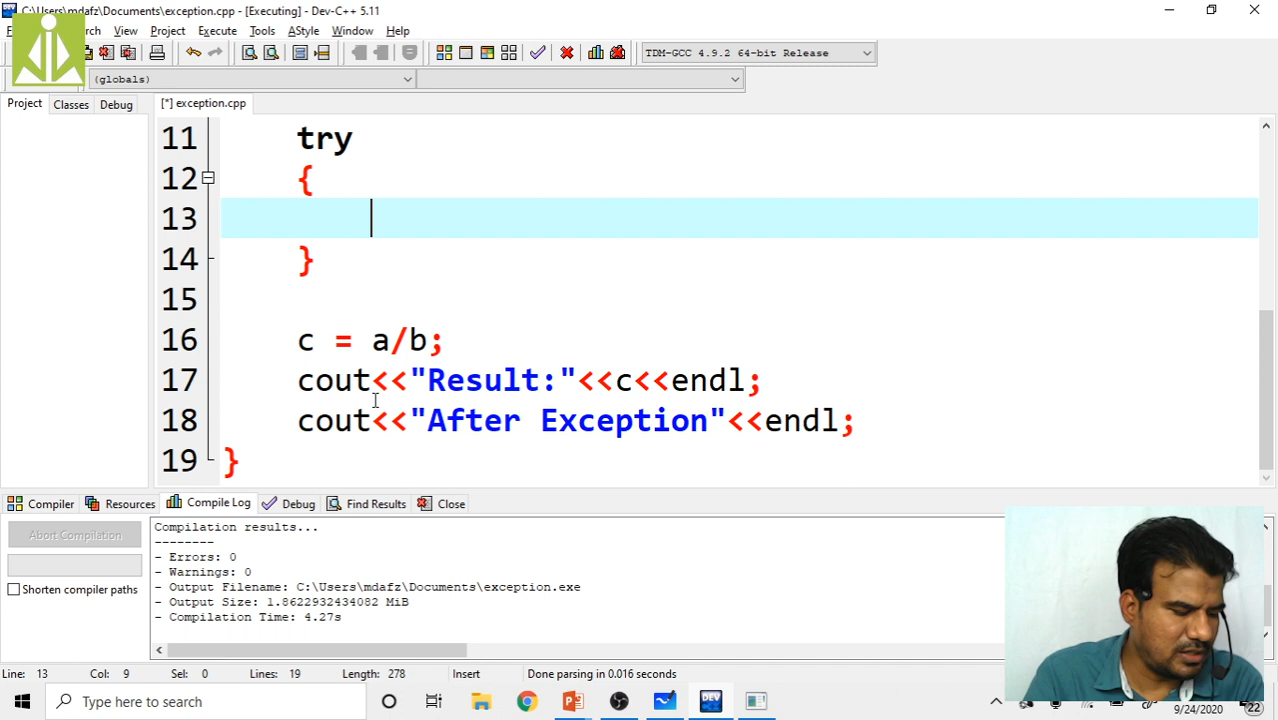 C:\Users\mdafz\Documents\exception.cpp - [Executing] - Dev-C++ 5.11
View Project Execute Tools AStyle Window Help
TDM-GCC 4.9.2 64-bit Release
(globals)
Project Classes Debug [*] exception.cpp
11 try
12 {
13
14 }
15
16 c = a/b;
17 cout<<"Result:"<<c<<endl;
18 cout<<"After Exception"<<endl;
19 }
Compiler Resources Compile Log Debug Find Results Close
Abort Compilation
Shorten compiler paths
Compilation results...
--------
- Errors: 0
- Warnings: 0
- Output Filename: C:\Users\mdafz\Documents\exception.exe
- Output Size: 1.8622932434082 MiB
- Compilation Time: 4.27s
Line: 13 Col: 9 Sel: 0 Lines: 19 Length: 278 Insert Done parsing in 0.016 seconds
Type here to search
DEV
9/24/2020
22